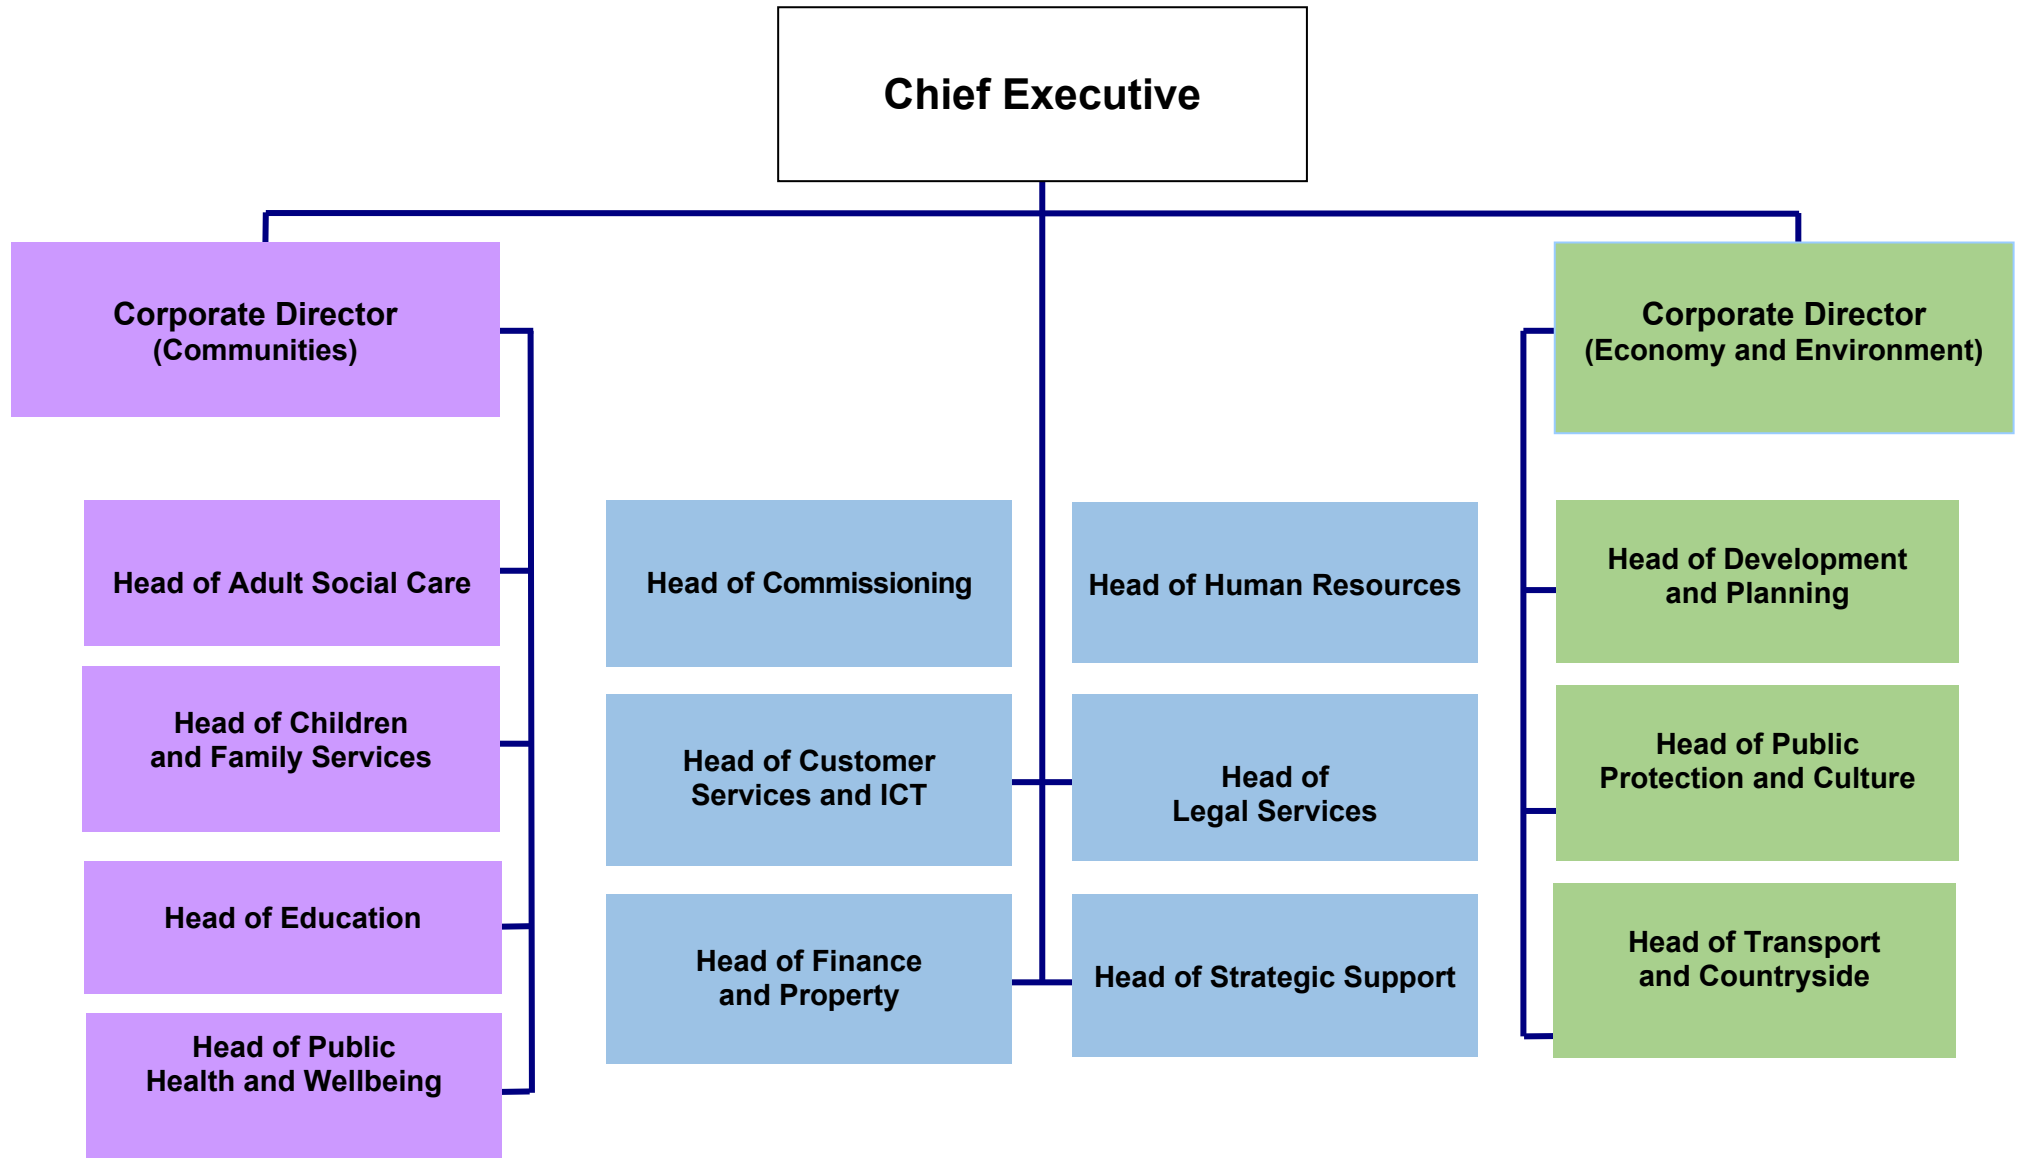 Chief Executive
Corporate Director
(Communities)
Corporate Director
(Economy and Environment)
Head of Adult Social Care
Head of Children
and Family Services
Head of Education
Head of Public
Health and Wellbeing
Head of Commissioning
Head of Customer
Services and ICT
Head of Finance
and Property
Head of Human Resources
Head of
Legal Services
Head of Strategic Support
Head of Development
and Planning
Head of Public
Protection and Culture
Head of Transport
and Countryside